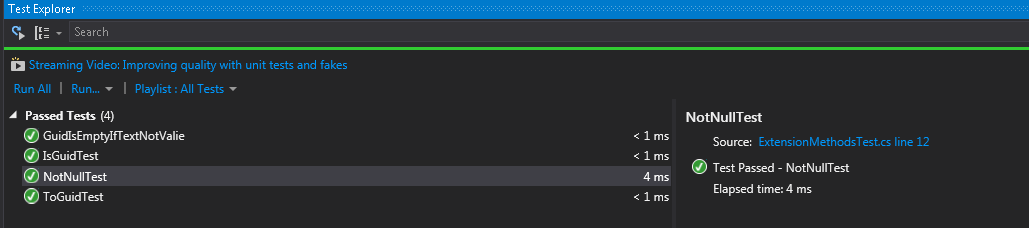 Test Explorer
Search
Streaming Video: Improving quality with unit tests and fakes
Run All | Run... | Playlist : All Tests
Passed Tests (4)
GuidIsEmptyIfTextNotValie < 1 ms
IsGuidTest < 1 ms
NotNullTest 4 ms
ToGuidTest < 1 ms
NotNullTest
Source: ExtensionMethodsTest.cs line 12
Test Passed - NotNullTest
Elapsed time: 4 ms